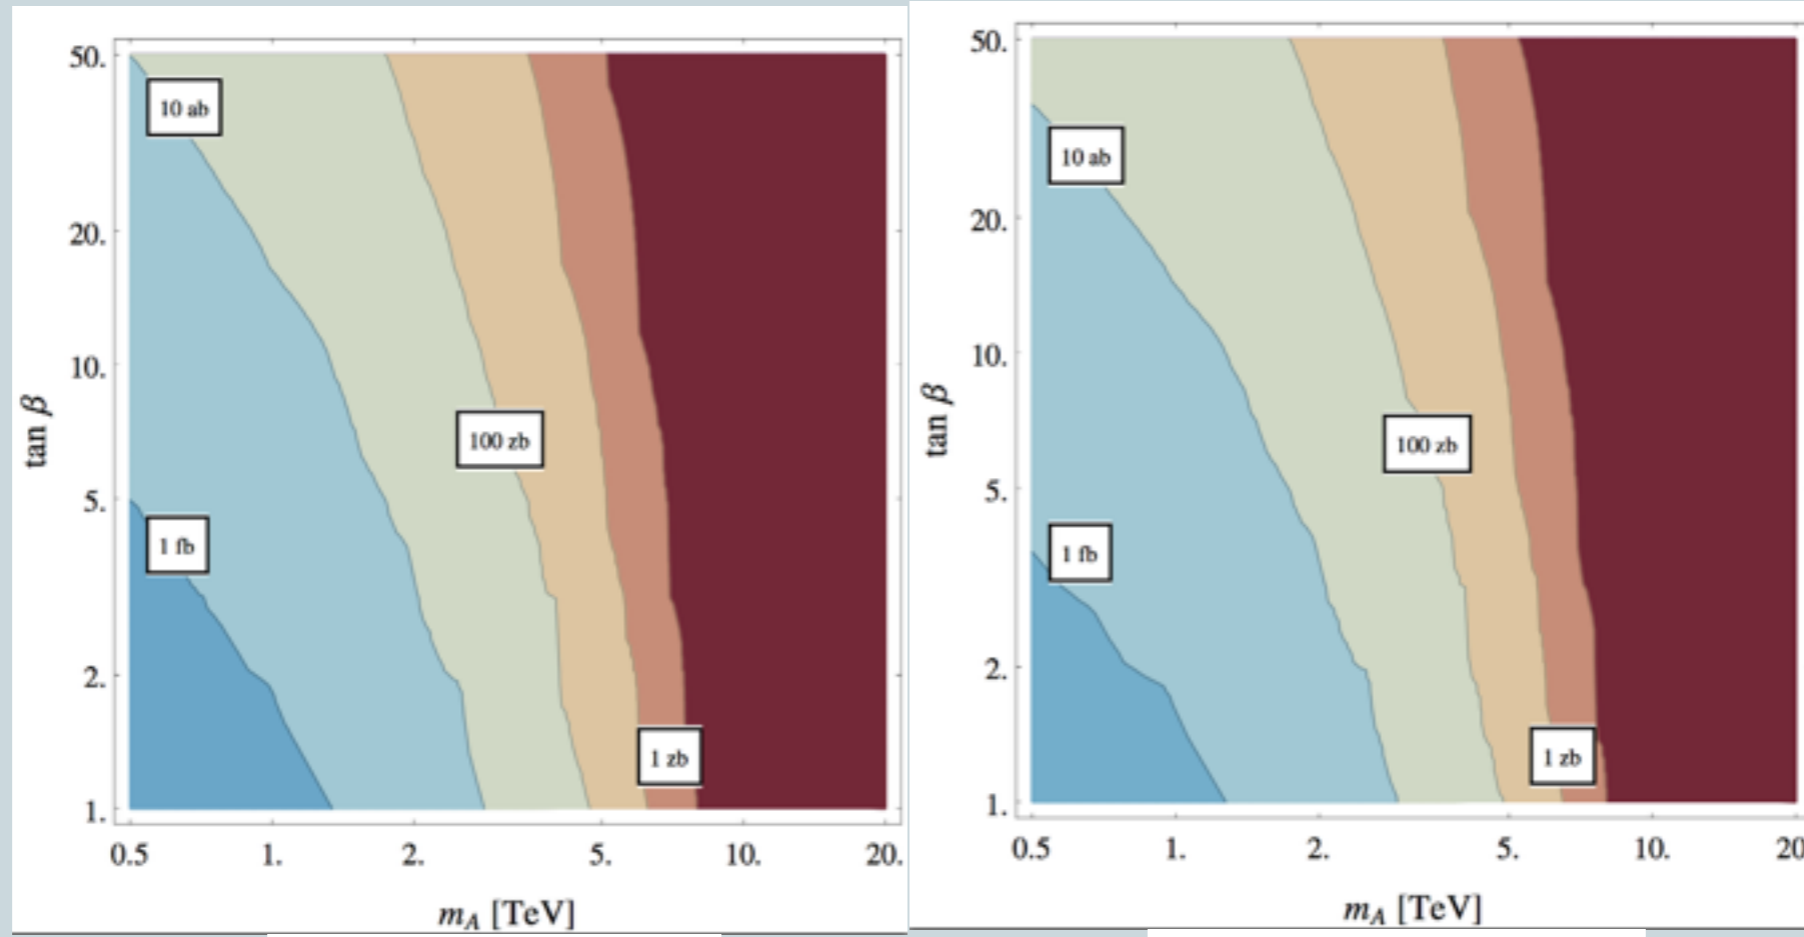 50.
20.
10.
5.
2.
1.
tan β
10 ab
1 fb
100 zb
1 zb
0.5 1. 2. 5. 10. 20.
m_A [TeV]
50.
20.
10.
5.
2.
1.
tan β
10 ab
1 fb
100 zb
1 zb
0.5 1. 2. 5. 10. 20
m_A [TeV]